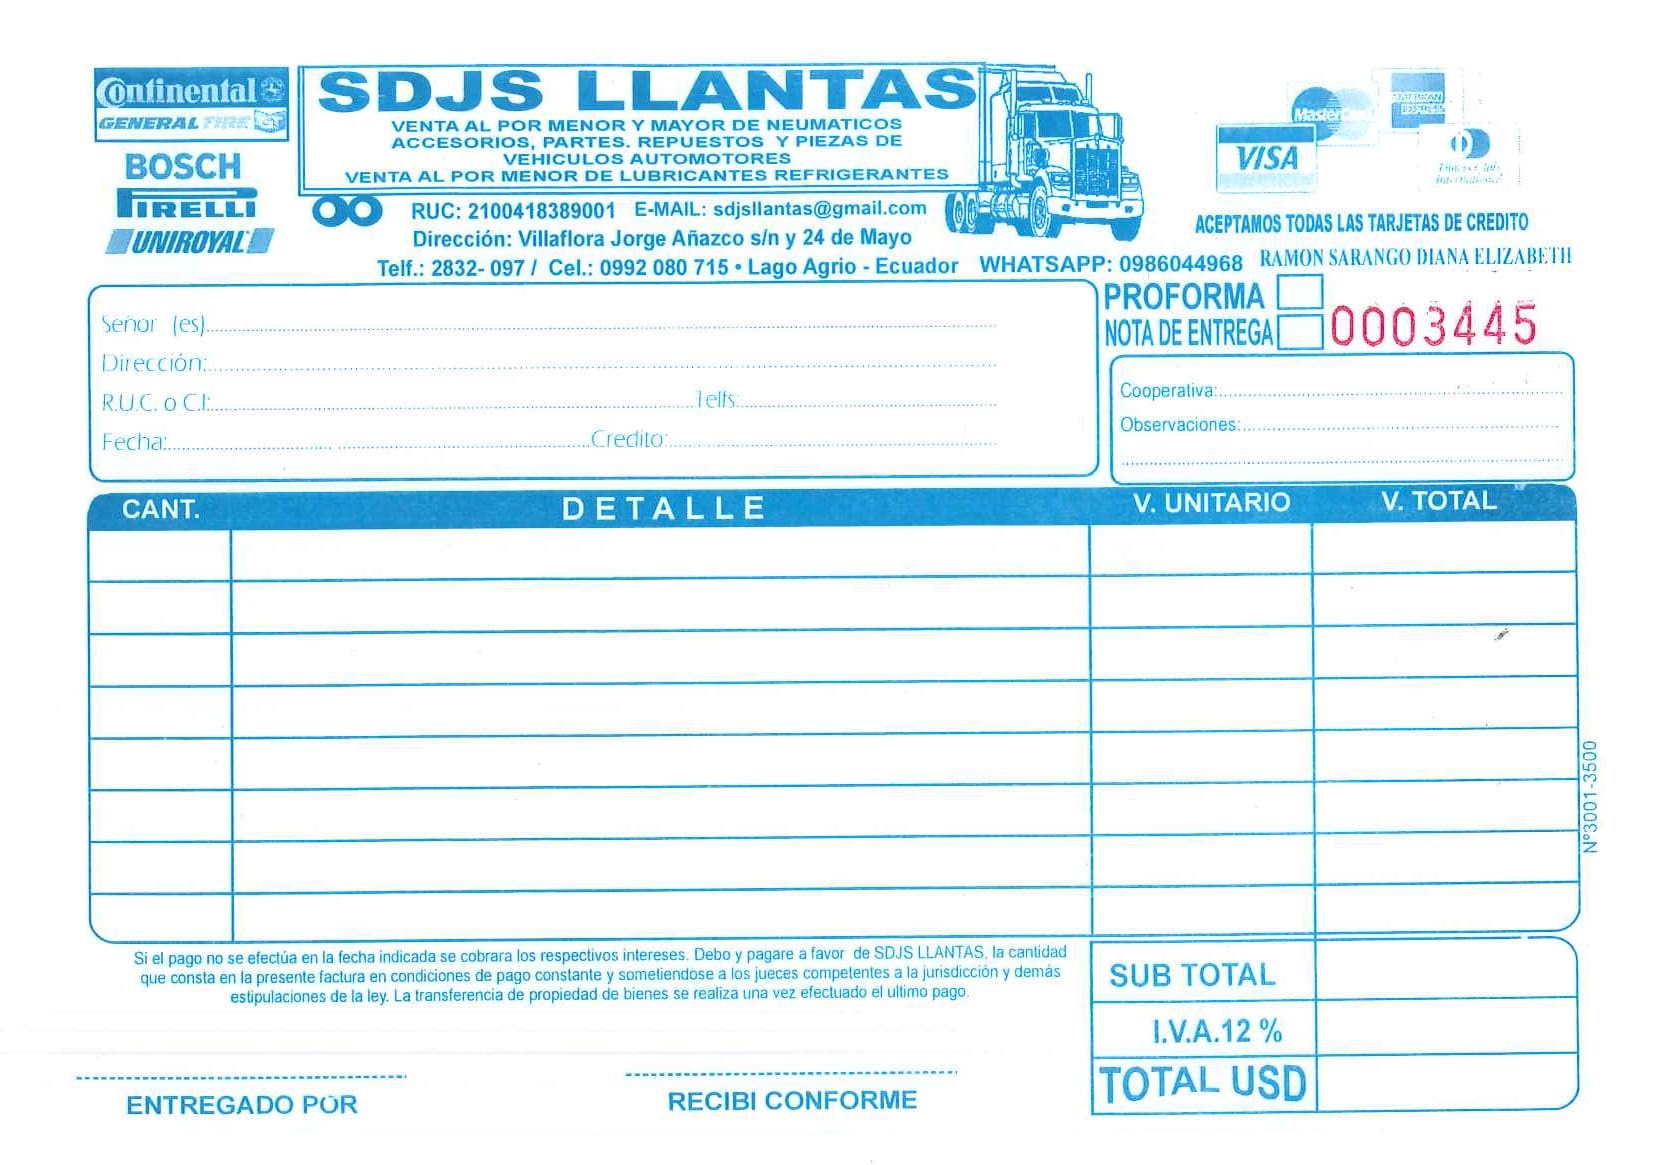 Continental
GENERAL TIRE
BOSCH
PIRELLI
UNIROYAL
SDJS LLANTAS
VENTA AL POR MENOR Y MAYOR DE NEUMATICOS
ACCESORIOS, PARTES. REPUESTOS Y PIEZAS DE
VEHICULOS AUTOMOTORES
VENTA AL POR MENOR DE LUBRICANTES REFRIGERANTES
RUC: 2100418389001 E-MAIL: sdjsllantas@gmail.com
Dirección: Villaflora Jorge Añazco s/n y 24 de Mayo
Telf.: 2832- 097 / Cel.: 0992 080 715 • Lago Agrio - Ecuador WHATSAPP: 0986044968
MasterCard
AMERICAN EXPRESS
VISA
Diners Club
International
ACEPTAMOS TODAS LAS TARJETAS DE CREDITO
RAMON SARANGO DIANA ELIZABETH
PROFORMA
NOTA DE ENTREGA
0003445
Señor (es)
Dirección:
R.U.C. o C.I: Telfs:
Fecha: Credito:
Cooperativa:
Observaciones:
CANT. DETALLE V. UNITARIO V. TOTAL
Nº3001-3500
Si el pago no se efectúa en la fecha indicada se cobrara los respectivos intereses. Debo y pagare a favor de SDJS LLANTAS, la cantidad
que consta en la presente factura en condiciones de pago constante y sometiendose a los jueces competentes a la jurisdicción y demás
estipulaciones de la ley. La transferencia de propiedad de bienes se realiza una vez efectuado el ultimo pago.
SUB TOTAL
I.V.A.12 %
TOTAL USD
ENTREGADO POR
RECIBI CONFORME